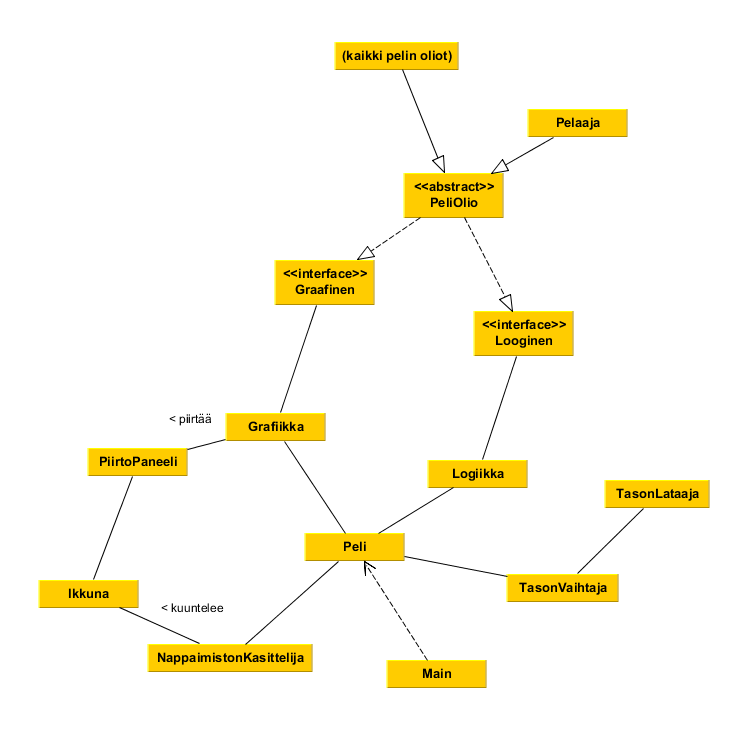 (kaikki pelin oliot)
Pelaaja
<<abstract>>
PeliOlio
<<interface>>
Graafinen
<<interface>>
Looginen
< piirtää
Grafiikka
PiirtoPaneeli
Logiikka
TasonLataaja
Peli
TasonVaihtaja
Ikkuna
< kuuntelee
NappaimistonKasittelija
Main